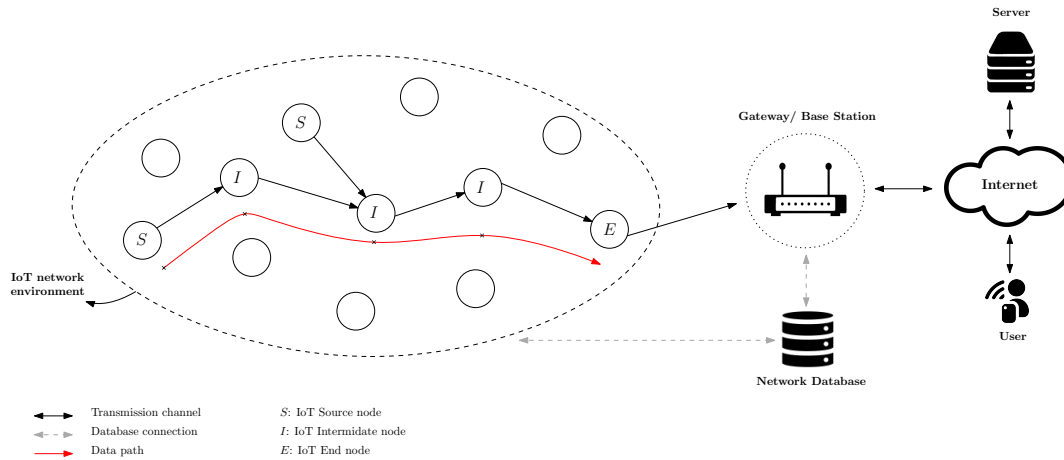 Server
Gateway/ Base Station
S
I
I
I
Internet
S
E
IoT network
environment
User
Network Database
Transmission channel
S: IoT Source node
Database connection
I: IoT Intermidate node
Data path
E: IoT End node